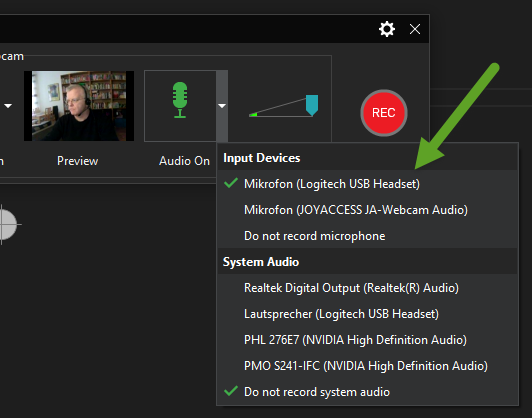 cam
n
Preview
Audio On
REC
Input Devices
Mikrofon (Logitech USB Headset)
Mikrofon (JOYACCESS JA-Webcam Audio)
Do not record microphone
System Audio
Realtek Digital Output (Realtek(R) Audio)
Lautsprecher (Logitech USB Headset)
PHL 276E7 (NVIDIA High Definition Audio)
PMO S241-IFC (NVIDIA High Definition Audio)
Do not record system audio